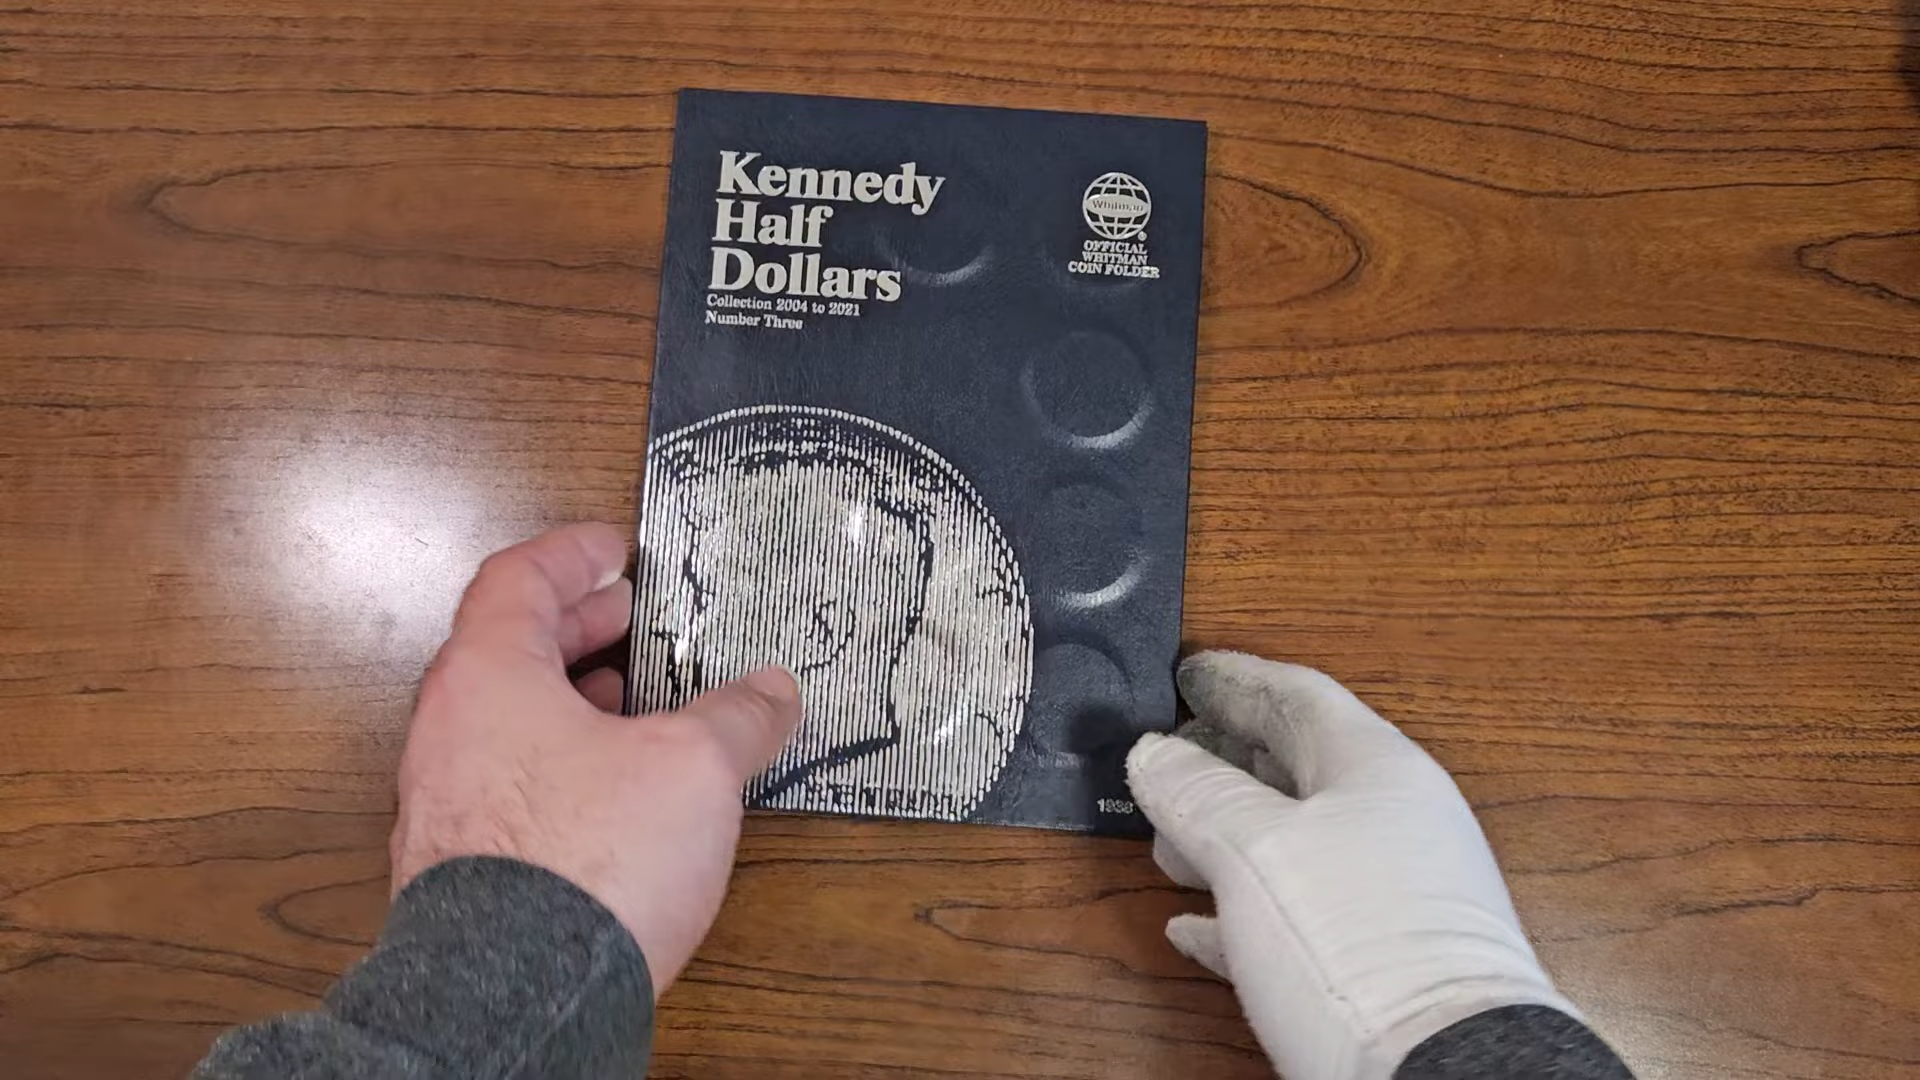 Kennedy
Half
Dollars
Collection 2004 to 2021
Number Three
Whitman
®
OFFICIAL
WHITMAN
COIN FOLDER